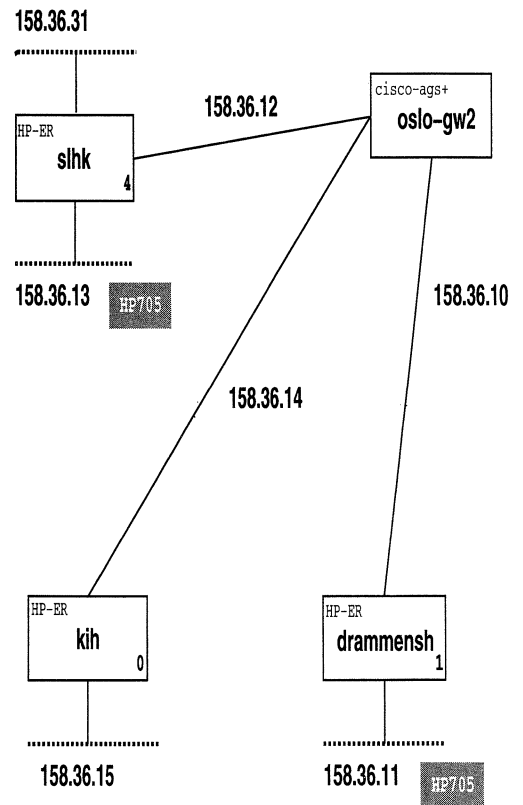 158.36.31
158.36.12
cisco-ags+
oslo-gw2
HP-ER
slhk
4
158.36.13
HP705
158.36.10
158.36.14
HP-ER
kih
0
HP-ER
drammensh
1
158.36.15
158.36.11
HP705